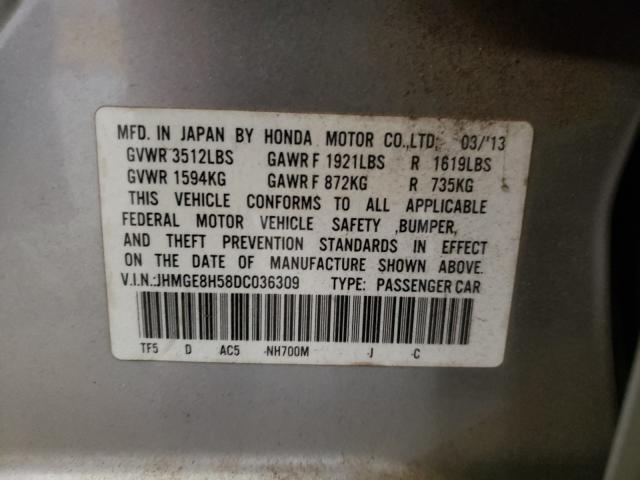 MFD. IN JAPAN BY HONDA MOTOR CO.,LTD; 03/'13
GVWR 3512LBS GAWR F 1921LBS R 1619LBS
GVWR 1594KG GAWR F 872KG R 735KG
THIS VEHICLE CONFORMS TO ALL APPLICABLE
FEDERAL MOTOR VEHICLE SAFETY ,BUMPER,
AND THEFT PREVENTION STANDARDS IN EFFECT
ON THE DATE OF MANUFACTURE SHOWN ABOVE.
V.I.N.:JHMGE8H58DC036309 TYPE: PASSENGER CAR
TF5 D AC5 -NH700M -J -C